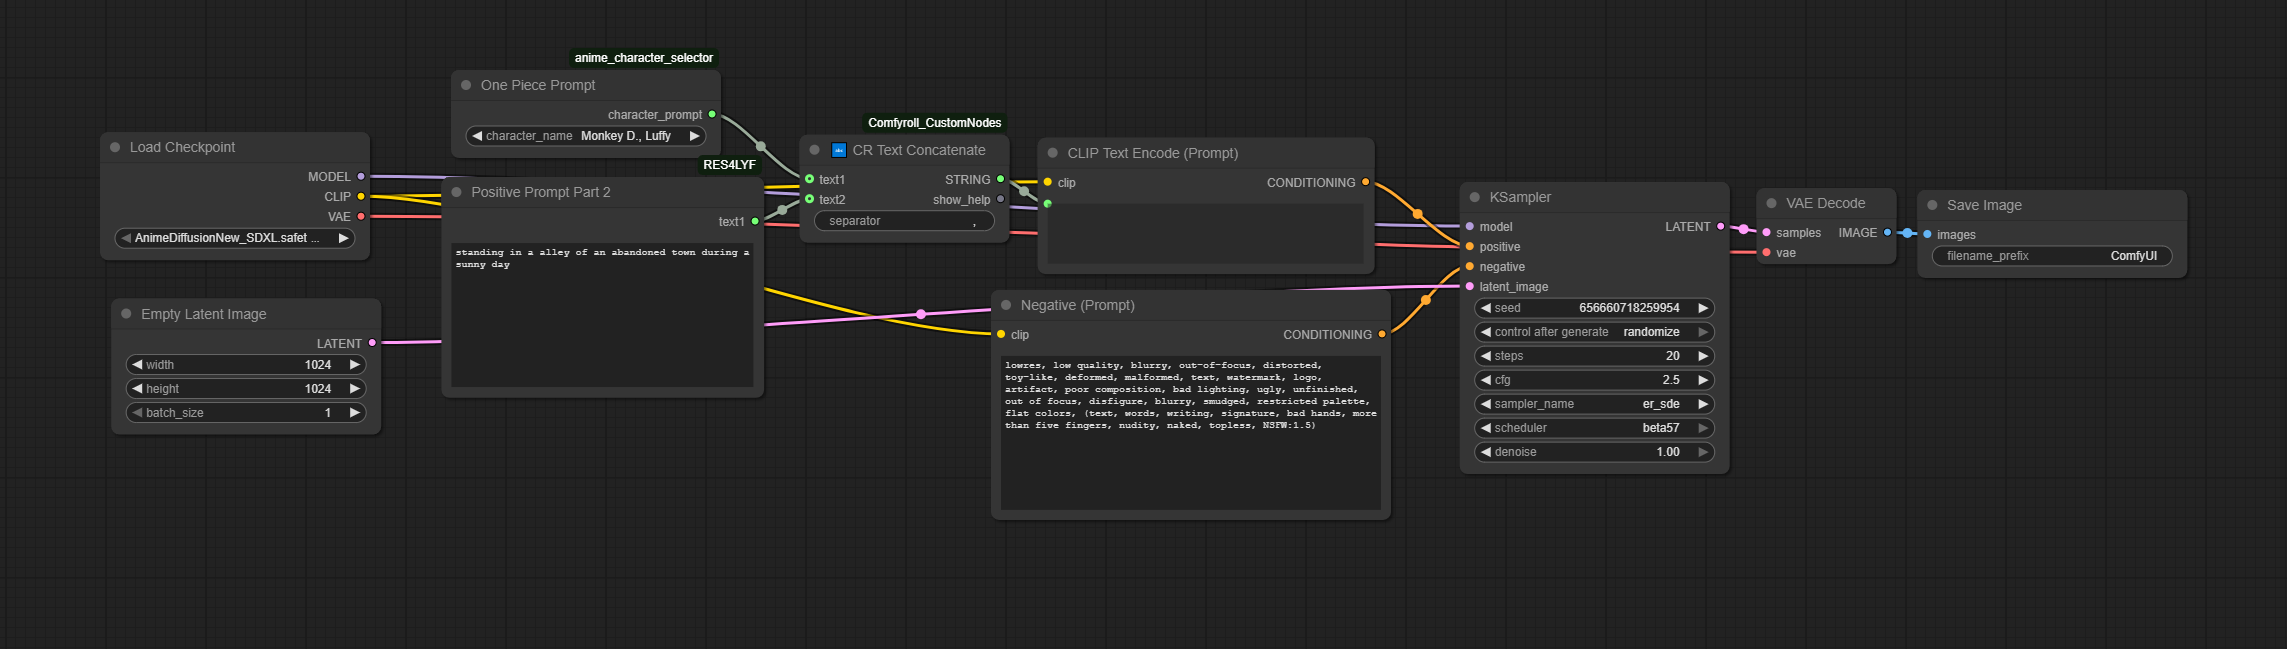 anime_character_selector
One Piece Prompt
character_prompt
character_name Monkey D., Luffy
Load Checkpoint
MODEL
CLIP
VAE
AnimeDiffusionNew_SDXL.safet ...
Empty Latent Image
LATENT
width 1024
height 1024
batch_size 1
RES4LYF
Positive Prompt Part 2
text1
standing in a alley of an abandoned town during a
sunny day
Comfyroll_CustomNodes
CR Text Concatenate
text1 STRING
text2 show_help
separator ,
CLIP Text Encode (Prompt)
clip CONDITIONING
Negative (Prompt)
clip CONDITIONING
lowres, low quality, blurry, out-of-focus, distorted,
toy-like, deformed, malformed, text, watermark, logo,
artifact, poor composition, bad lighting, ugly, unfinished,
out of focus, disfigure, blurry, smudged, restricted palette,
flat colors, (text, words, writing, signature, bad hands, more
than five fingers, nudity, naked, topless, NSFW:1.5)
KSampler
model LATENT
positive
negative
latent_image
seed 656660718259954
control after generate randomize
steps 20
cfg 2.5
sampler_name er_sde
scheduler beta57
denoise 1.00
VAE Decode
samples IMAGE
vae
Save Image
images
filename_prefix ComfyUI